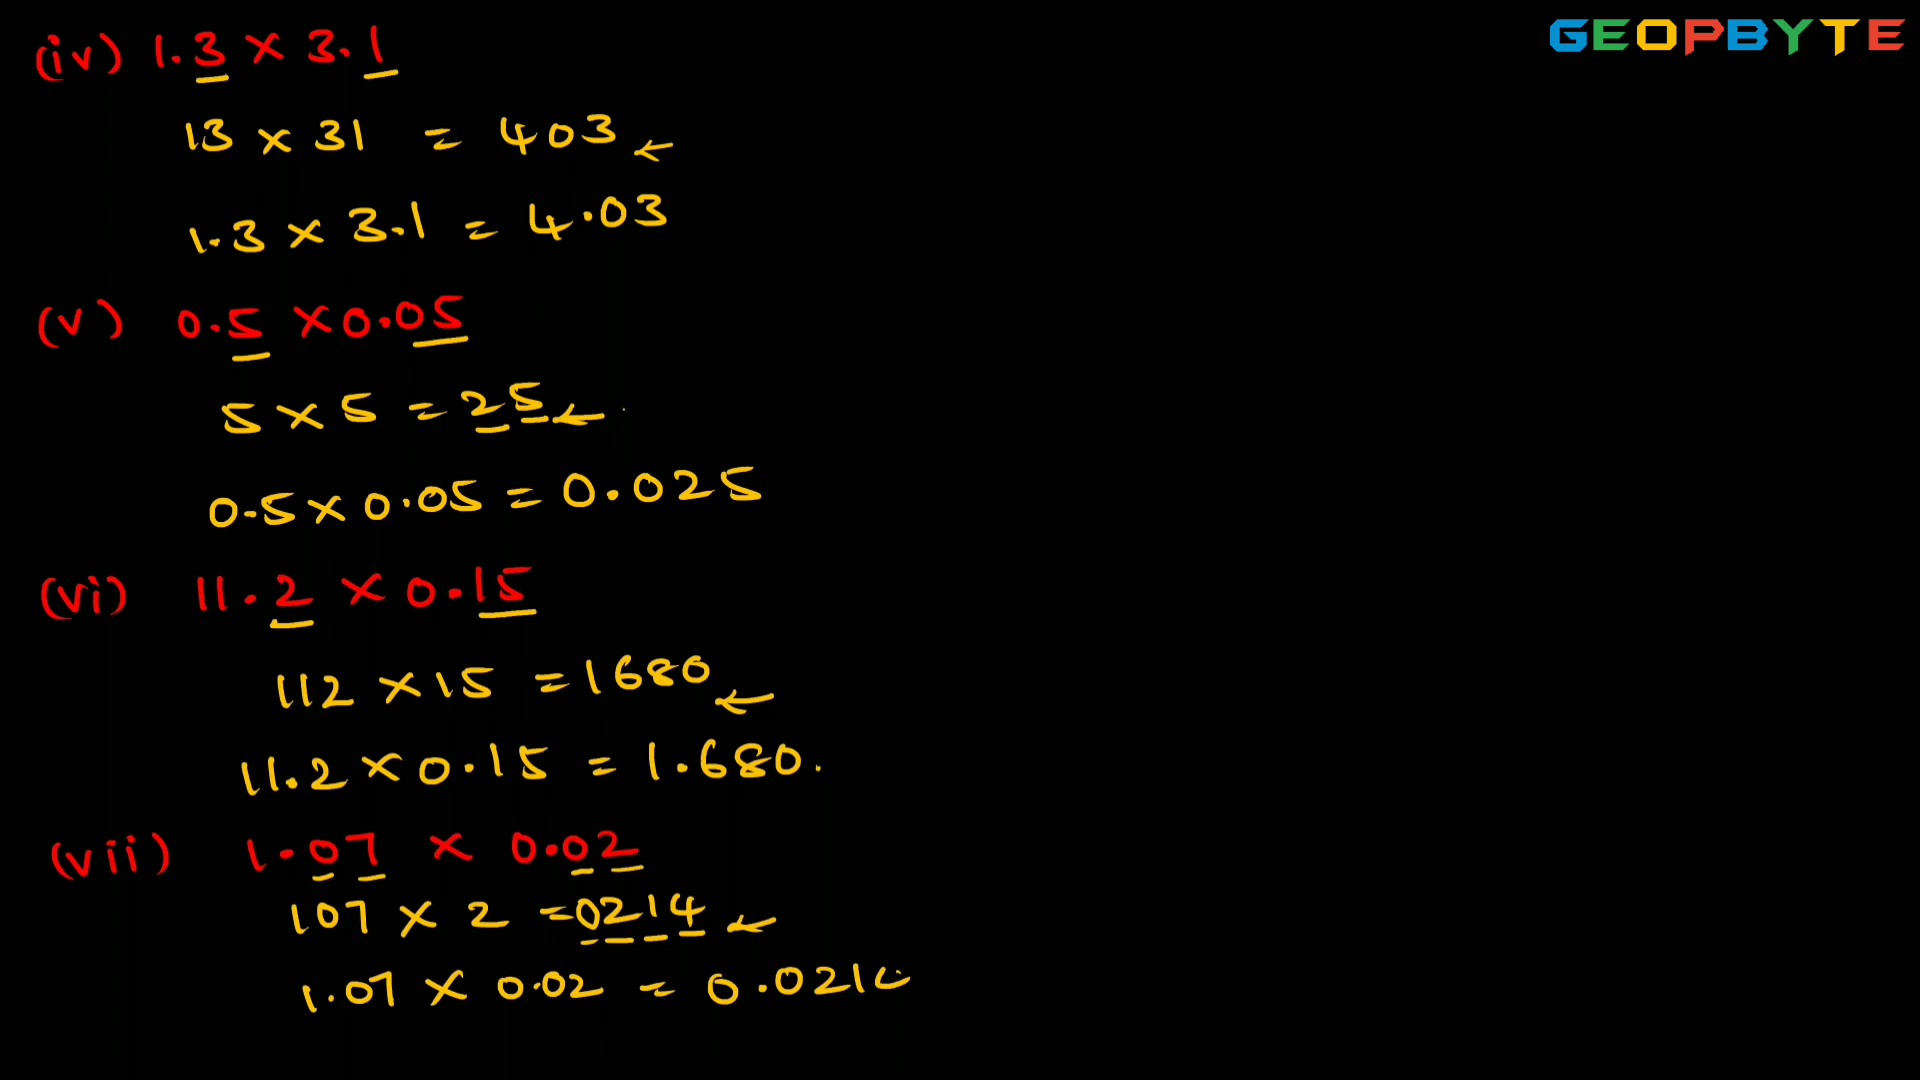 GEOPBYTE
(iv) 1.3 × 3.1
13 × 31 = 403 ←
1.3 × 3.1 = 4.03
(v) 0.5 × 0.05
5 × 5 = 25 ←
0.5 × 0.05 = 0.025
(vi) 11.2 × 0.15
112 × 15 = 1680 ←
11.2 × 0.15 = 1.680.
(vii) 1.07 × 0.02
107 × 2 = 0214 ←
1.07 × 0.02 =